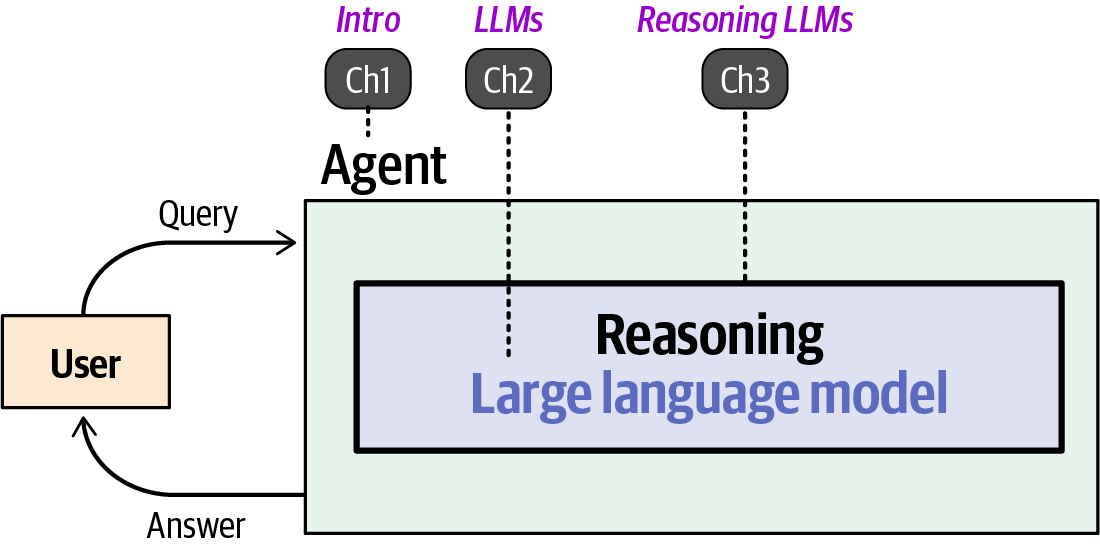 Intro LLMs Reasoning LLMs
Ch1 Ch2 Ch3
Agent
Query
User
Reasoning
Large language model
Answer